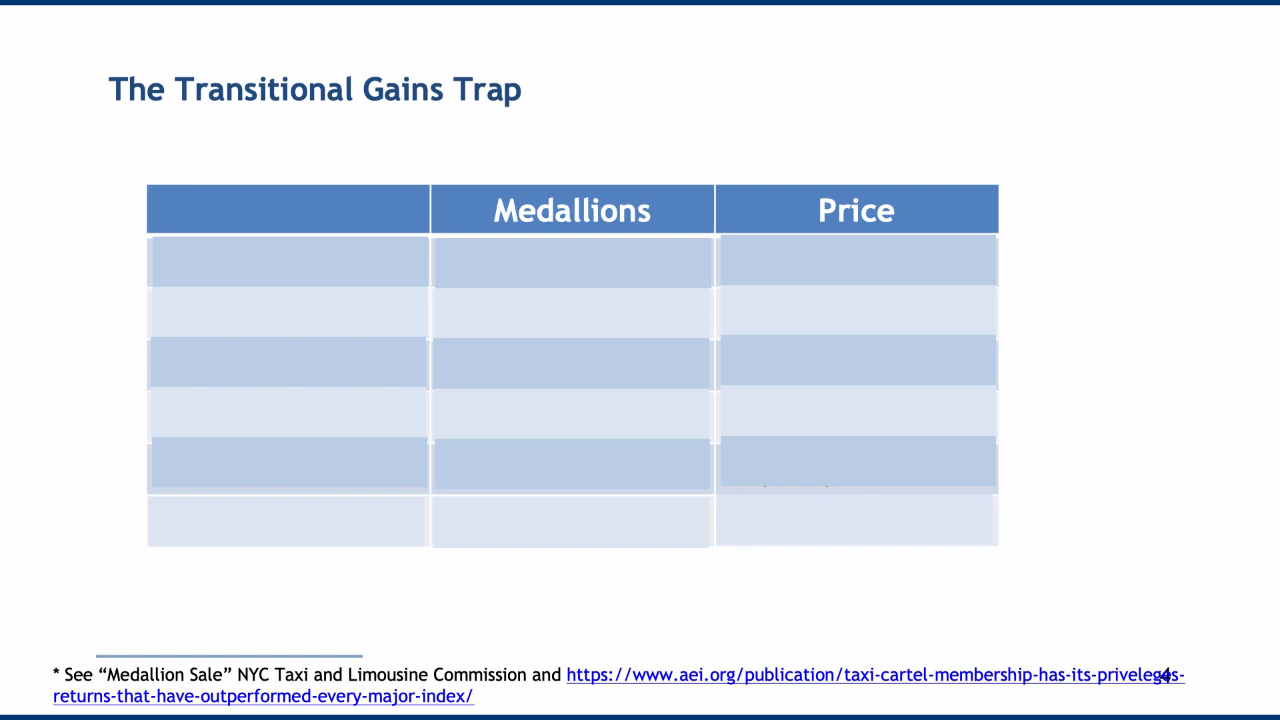 The Transitional Gains Trap
Medallions Price
* See “Medallion Sale” NYC Taxi and Limousine Commission and https://www.aei.org/publication/taxi-cartel-membership-has-its-priveleges-
returns-that-have-outperformed-every-major-index/
4